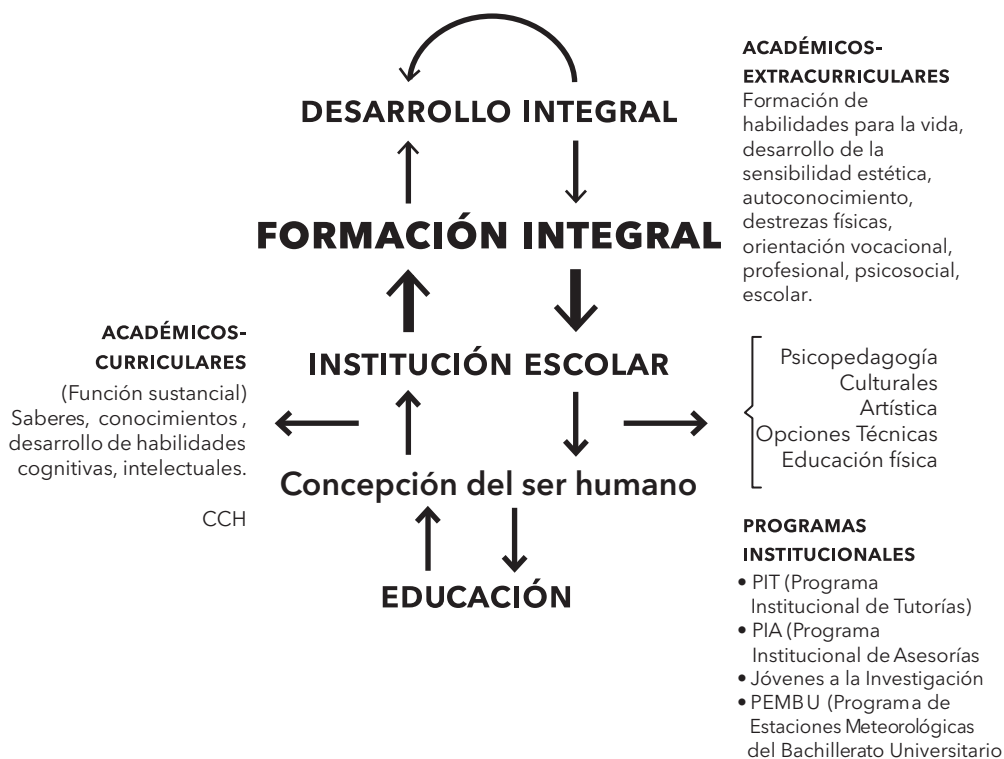 DESARROLLO INTEGRAL
FORMACIÓN INTEGRAL
INSTITUCIÓN ESCOLAR
Concepción del ser humano
EDUCACIÓN
ACADÉMICOS-
CURRICULARES
(Función sustancial)
Saberes, conocimientos ,
desarrollo de habilidades
cognitivas, intelectuales.
CCH
ACADÉMICOS-
EXTRACURRICULARES
Formación de
habilidades para la vida,
desarrollo de la
sensibilidad estética,
autoconocimiento,
destrezas físicas,
orientación vocacional,
profesional, psicosocial,
escolar.
Psicopedagogía
Culturales
Artística
Opciones Técnicas
Educación física
PROGRAMAS
INSTITUCIONALES
• PIT (Programa
Institucional de Tutorías)
• PIA (Programa
Institucional de Asesorías
• Jóvenes a la Investigación
• PEMBU (Programa de
Estaciones Meteorológicas
del Bachillerato Universitario